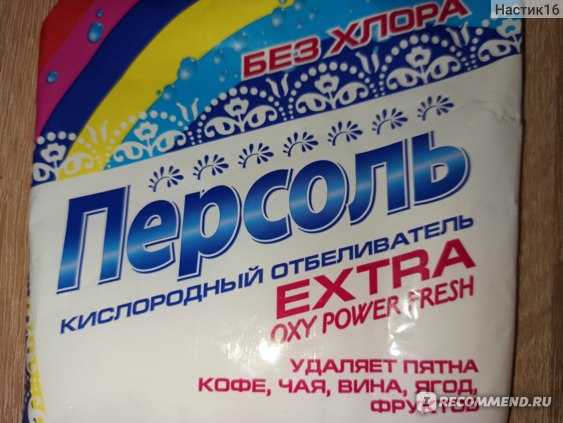 Настик16
БЕЗ ХЛОРА
Персоль
КИСЛОРОДНЫЙ ОТБЕЛИВАТЕЛЬ
EXTRA
OXY POWER FRESH
УДАЛЯЕТ ПЯТНА
КОФЕ, ЧАЯ, ВИНА, ЯГОД,
ФРУКТОВ
RECOMMEND.RU